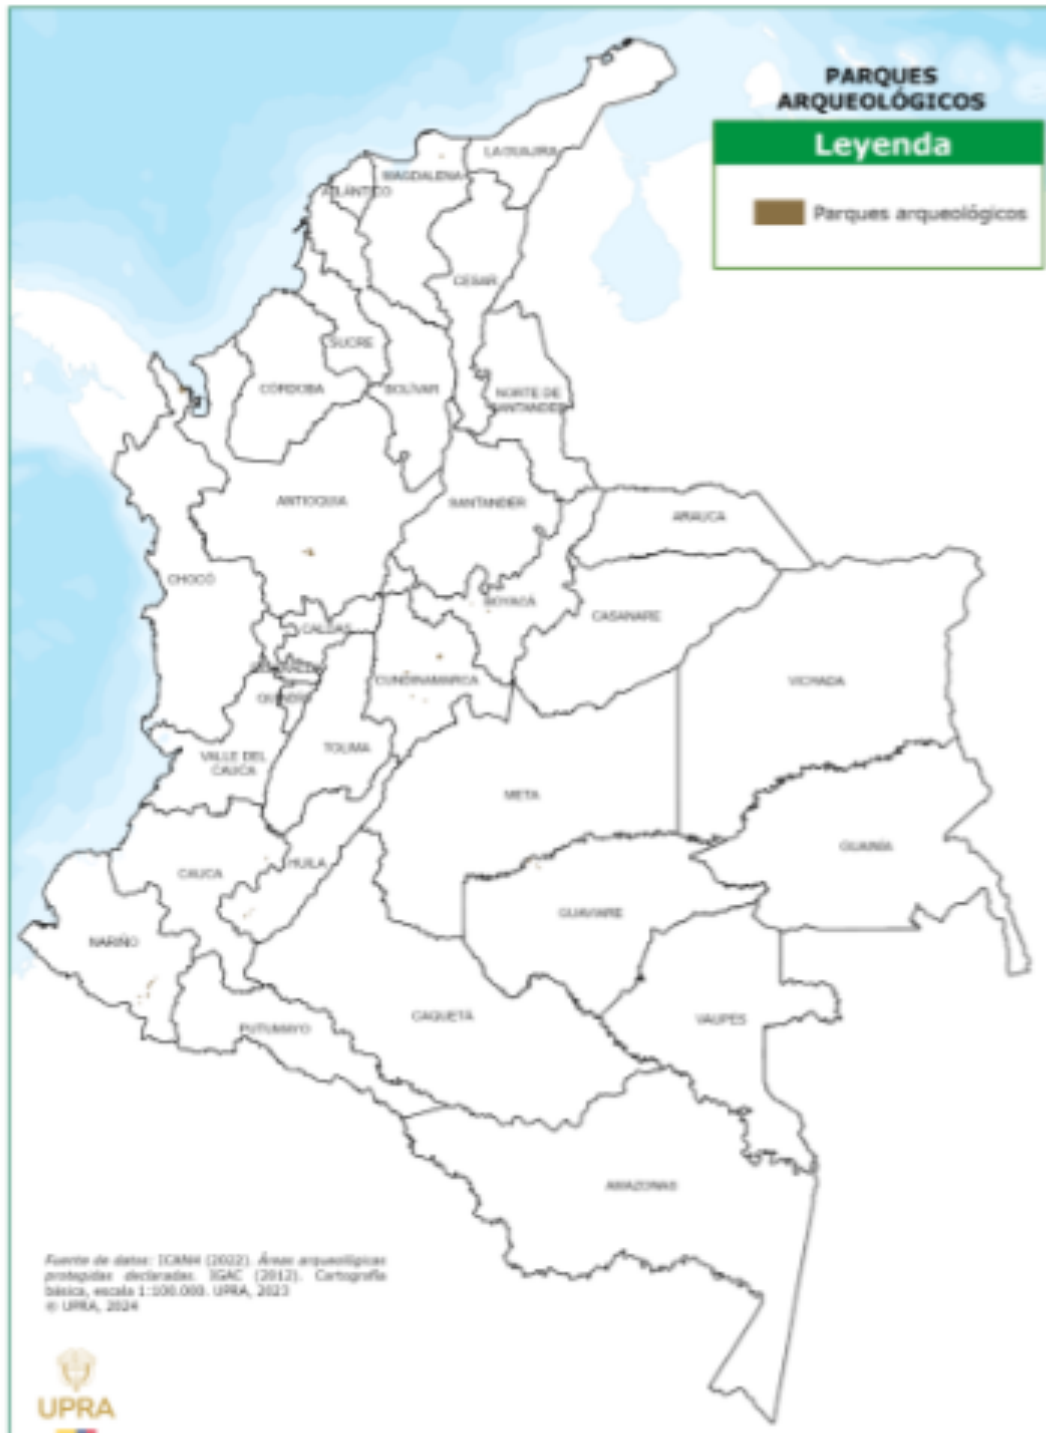 PARQUES
ARQUEOLÓGICOS
Leyenda
Parques arqueológicos
LA GUAJIRA
MAGDALENA
ATLÁNTICO
CESAR
SUCRE
CÓRDOBA
BOLÍVAR
NORTE DE
SANTANDER
ANTIOQUIA
SANTANDER
ARAUCA
CHOCÓ
BOYACÁ
CASANARE
CALDAS
CUNDINAMARCA
VICHADA
QUINDÍO
TOLIMA
VALLE DEL
CAUCA
META
GUAINÍA
CAUCA
HUILA
GUAVIARE
NARIÑO
CAQUETÁ
VAUPES
PUTUMAYO
AMAZONAS
Fuente de datos: ICANH (2022). Áreas arqueológicas
protegidas declaradas. IGAC (2012). Cartografía
básica, escala 1:100.000. UPRA, 2023
© UPRA, 2024
UPRA